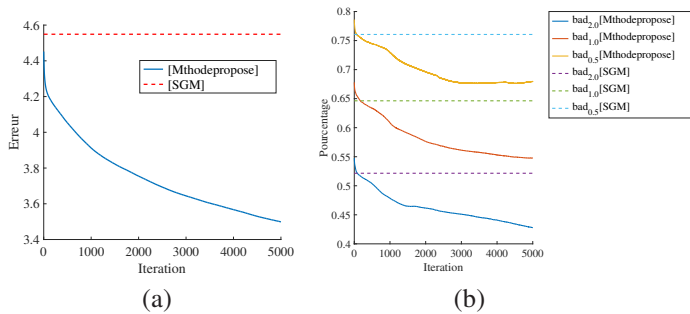 4.6
4.4
4.2
4
3.8
3.6
3.4
0
1000
2000
3000
4000
5000
Erreur
Iteration
[Mthodepropose]
[SGM]
(a)
0.8
0.75
0.7
0.65
0.6
0.55
0.5
0.45
0.4
0
1000
2000
3000
4000
5000
Pourcentage
Iteration
bad2.0[Mthodepropose]
bad1.0[Mthodepropose]
bad0.5[Mthodepropose]
bad2.0[SGM]
bad1.0[SGM]
bad0.5[SGM]
(b)